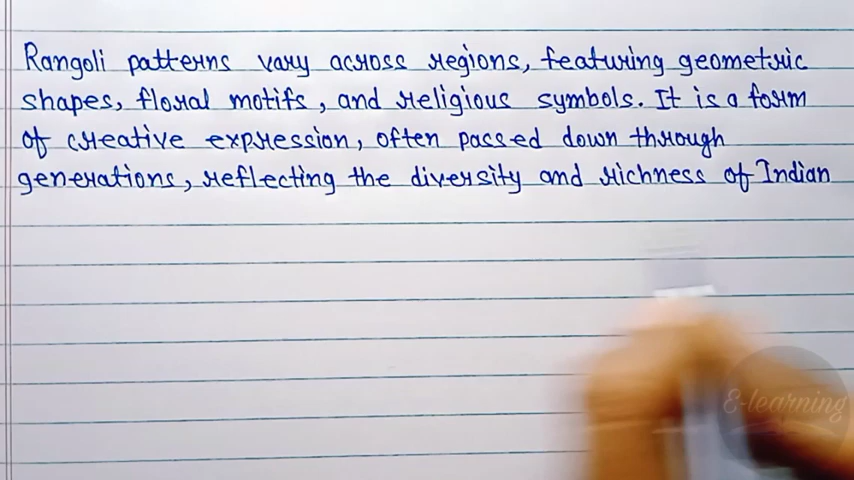 Rangoli patterns vary across regions, featuring geometric
shapes, floral motifs, and religious symbols. It is a form
of creative expression, often passed down through
generations, reflecting the diversity and richness of Indian
E-learning